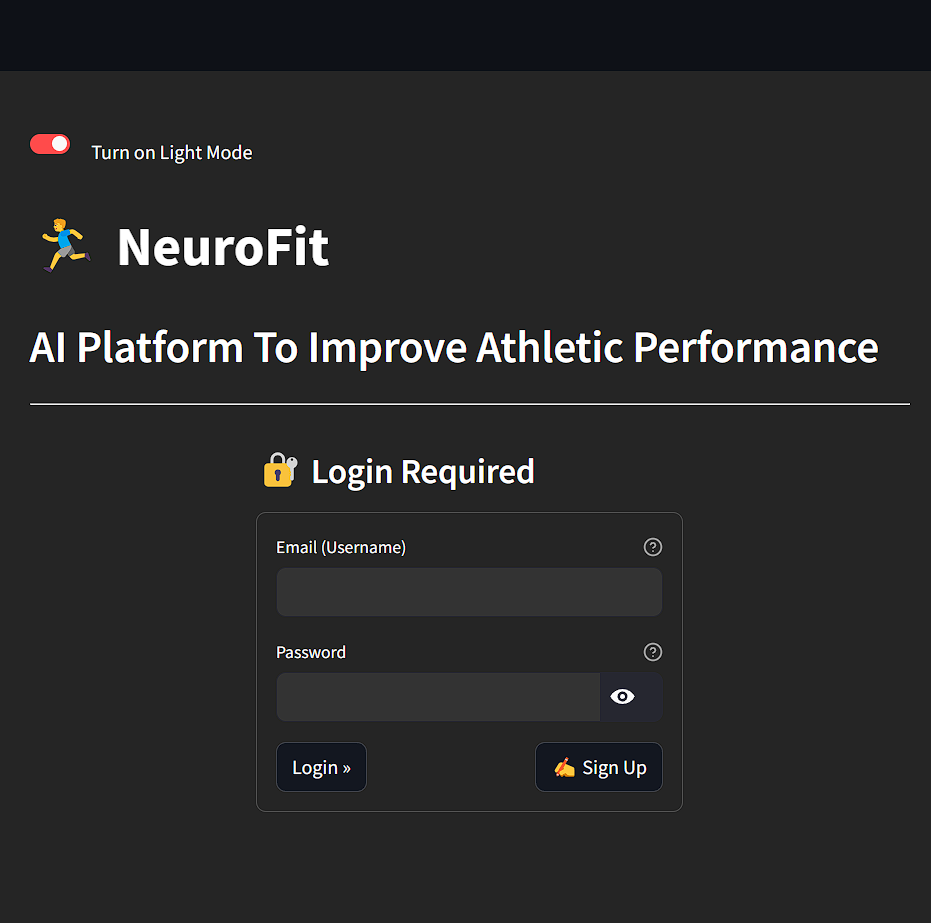 Turn on Light Mode
NeuroFit
AI Platform To Improve Athletic Performance
Login Required
Email (Username)
Password
Login »
Sign Up